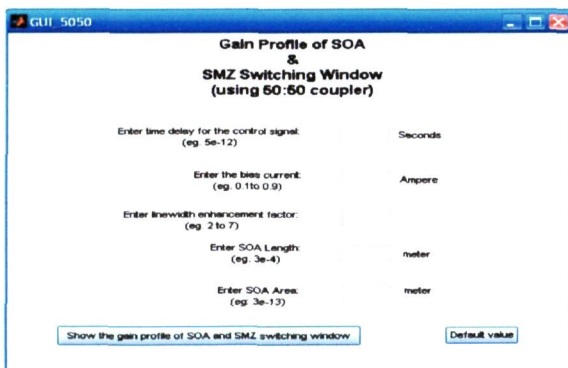 GUI_5050
Gain Profile of SOA
&
SMZ Switching Window
(using 50:50 coupler)
Enter time delay for the control signal: Seconds
(eg. 5e-12)
Enter the bias current: Ampere
(eg. 0.1to 0.9)
Enter linewidth enhancement factor:
(eg. 2 to 7)
Enter SOA Length: meter
(eg. 3e-4)
Enter SOA Area: meter
(eg. 3e-13)
Show the gain profile of SOA and SMZ switching window Default value